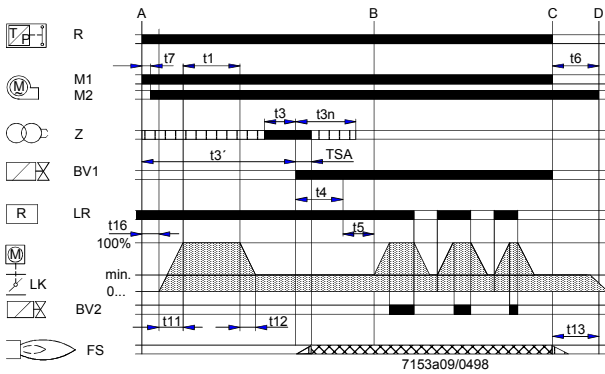 A B C D
T P R
t7 t1 t6
M M1
M2
t3 t3n
Z
t3´ TSA
BV1
t4
R LR
t16 t5
100%
M
min.
LK 0...
BV2
t11 t12 t13
FS
7153a09/0498